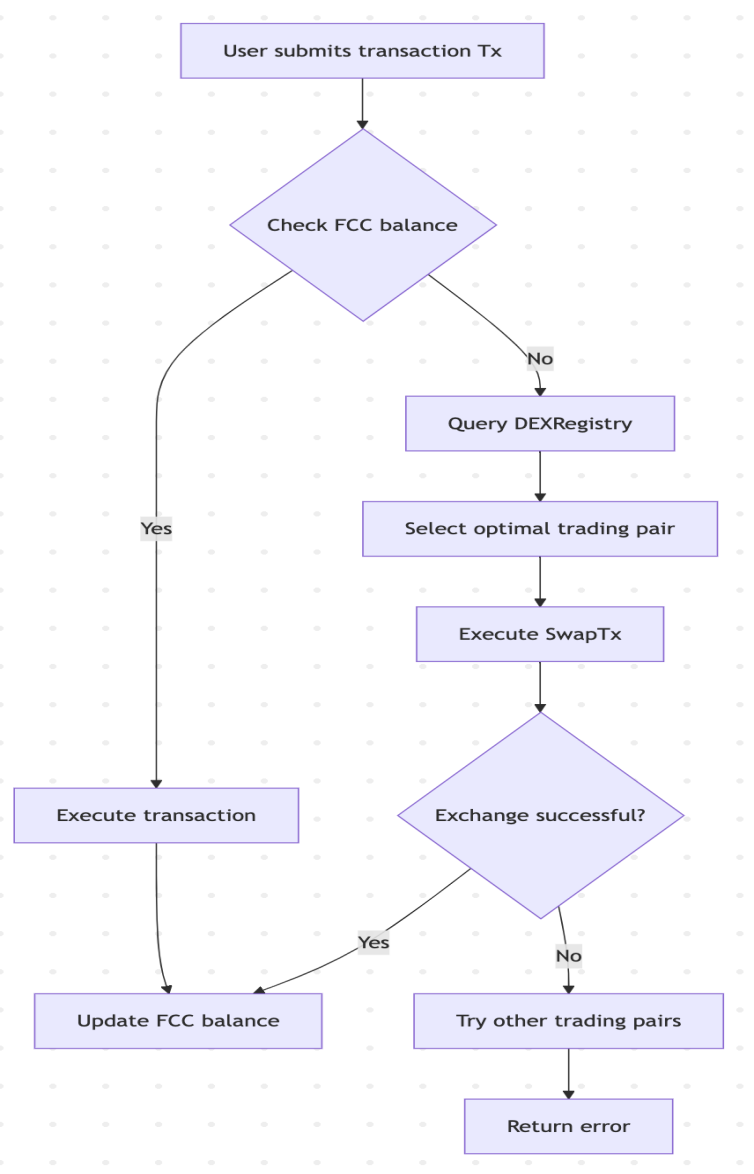 User submits transaction Tx
Check FCC balance
No
Query DEXRegistry
Yes
Select optimal trading pair
Execute SwapTx
Execute transaction
Exchange successful?
Yes
No
Update FCC balance
Try other trading pairs
Return error